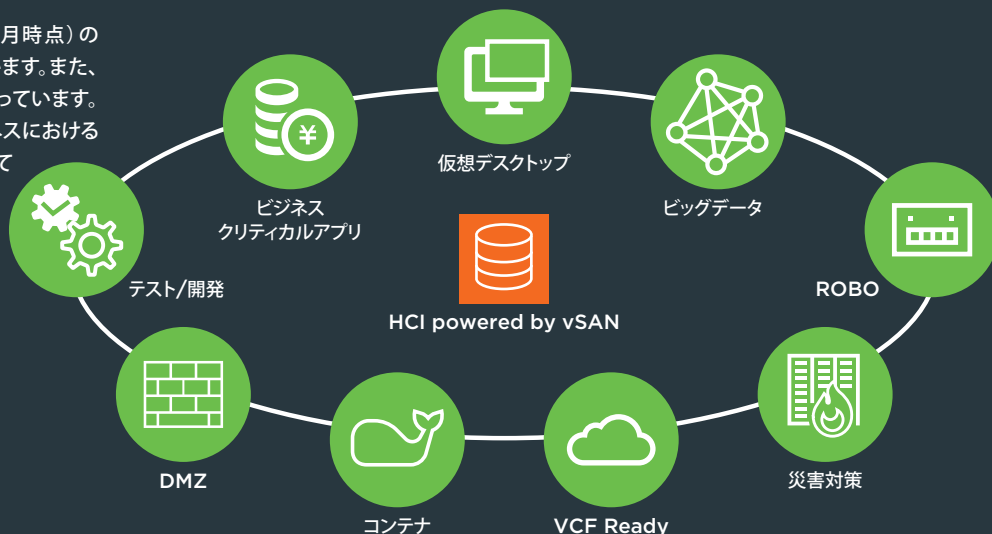 月時点）の
ます。また、
っています。
スにおける
て
仮想デスクトップ
ビジネス
クリティカルアプリ
ビッグデータ
¥
テスト/開発
ROBO
HCI powered by vSAN
DMZ
災害対策
コンテナ
VCF Ready